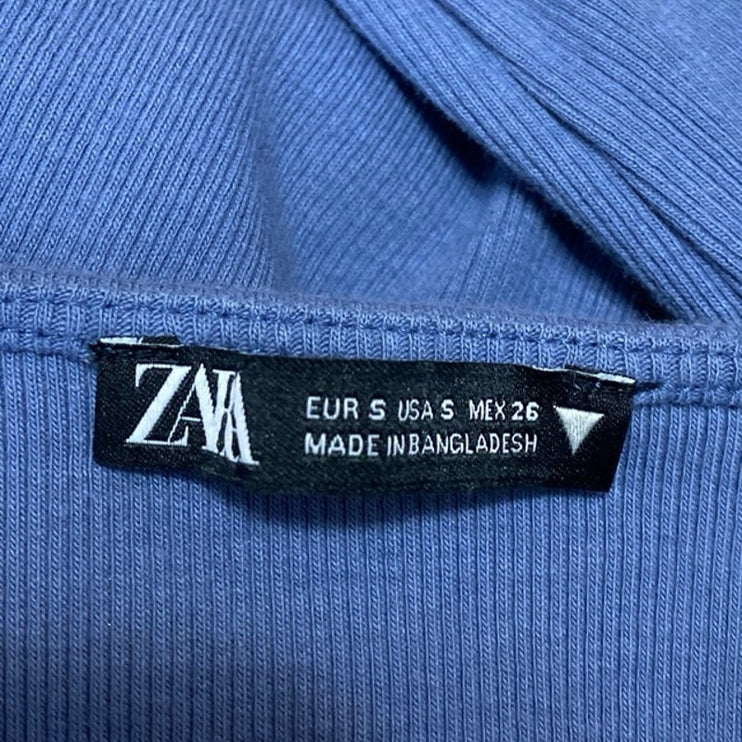 ZARA
EUR S USA S MEX 26
MADE IN BANGLADESH